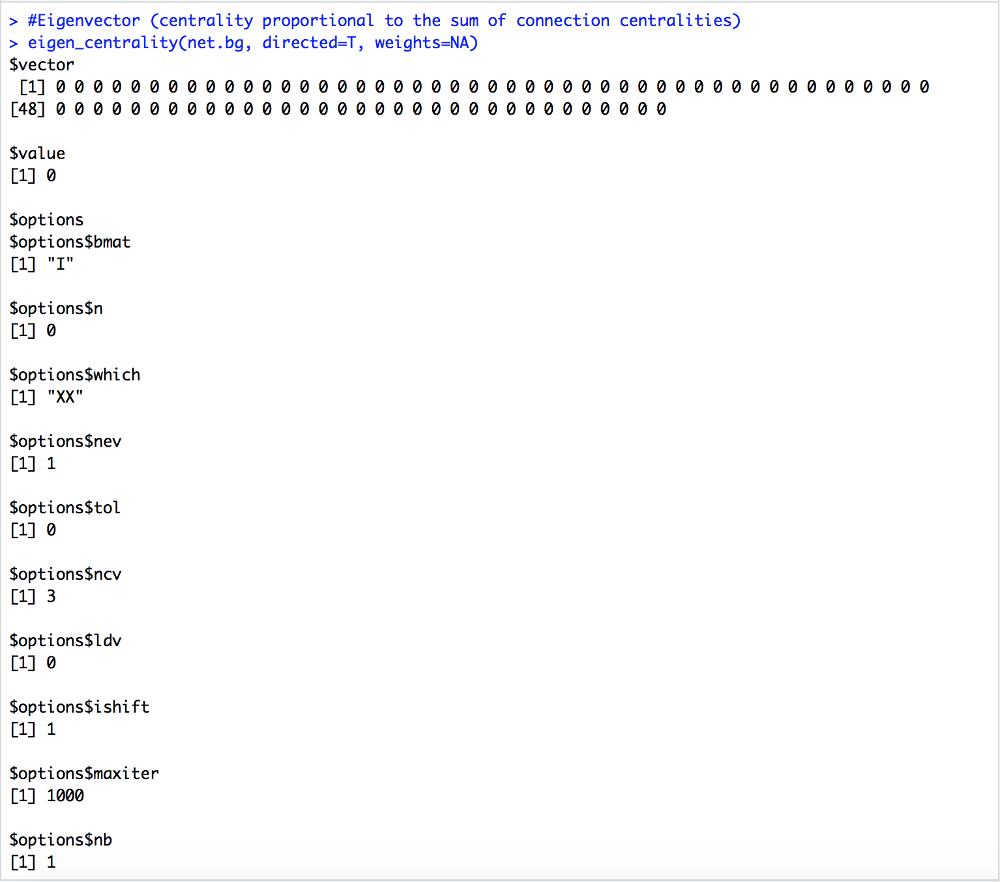 > #Eigenvector (centrality proportional to the sum of connection centralities)
> eigen_centrality(net.bg, directed=T, weights=NA)
$vector
 [1] 0 0 0 0 0 0 0 0 0 0 0 0 0 0 0 0 0 0 0 0 0 0 0 0 0 0 0 0 0 0 0 0 0 0 0 0 0 0 0 0 0 0 0 0 0 0 0
[48] 0 0 0 0 0 0 0 0 0 0 0 0 0 0 0 0 0 0 0 0 0 0 0 0 0 0 0 0 0 0 0 0 0
$value
[1] 0
$options
$options$bmat
[1] "I"
$options$n
[1] 0
$options$which
[1] "XX"
$options$nev
[1] 1
$options$tol
[1] 0
$options$ncv
[1] 3
$options$ldv
[1] 0
$options$ishift
[1] 1
$options$maxiter
[1] 1000
$options$nb
[1] 1